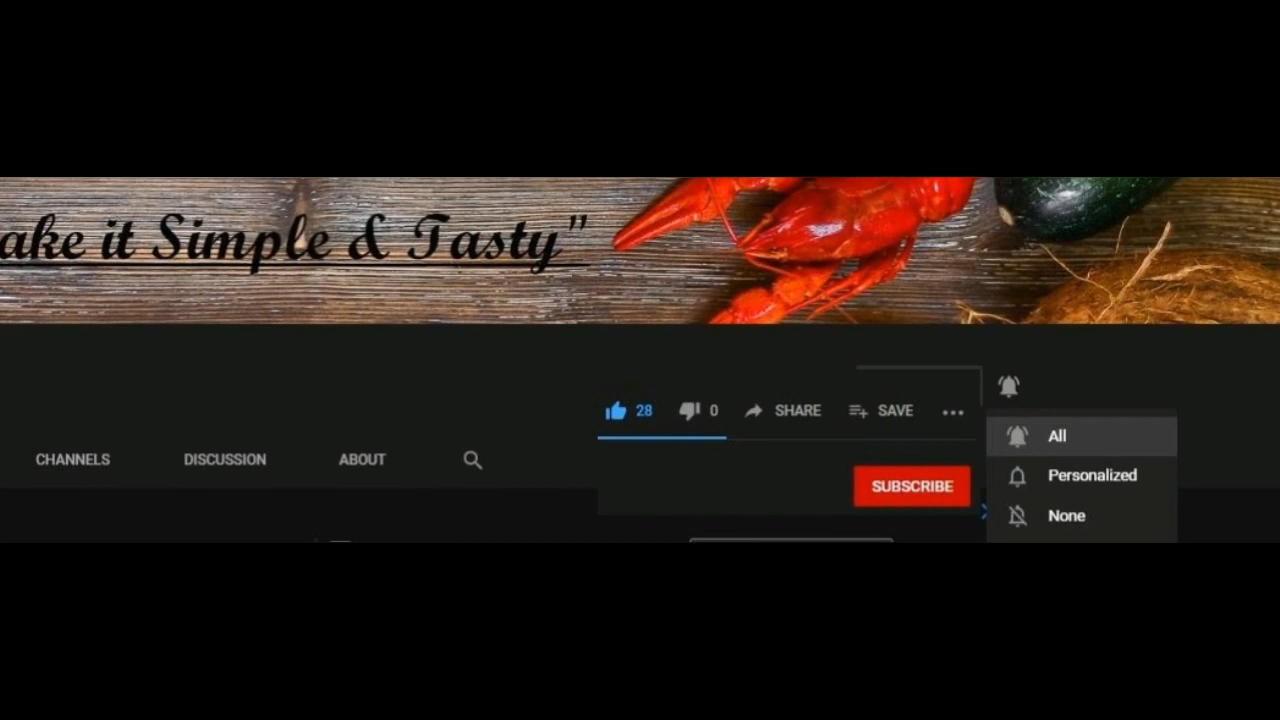 ake it Simple & Tasty"
28 0 SHARE SAVE
All
CHANNELS DISCUSSION ABOUT
Personalized
SUBSCRIBE
None